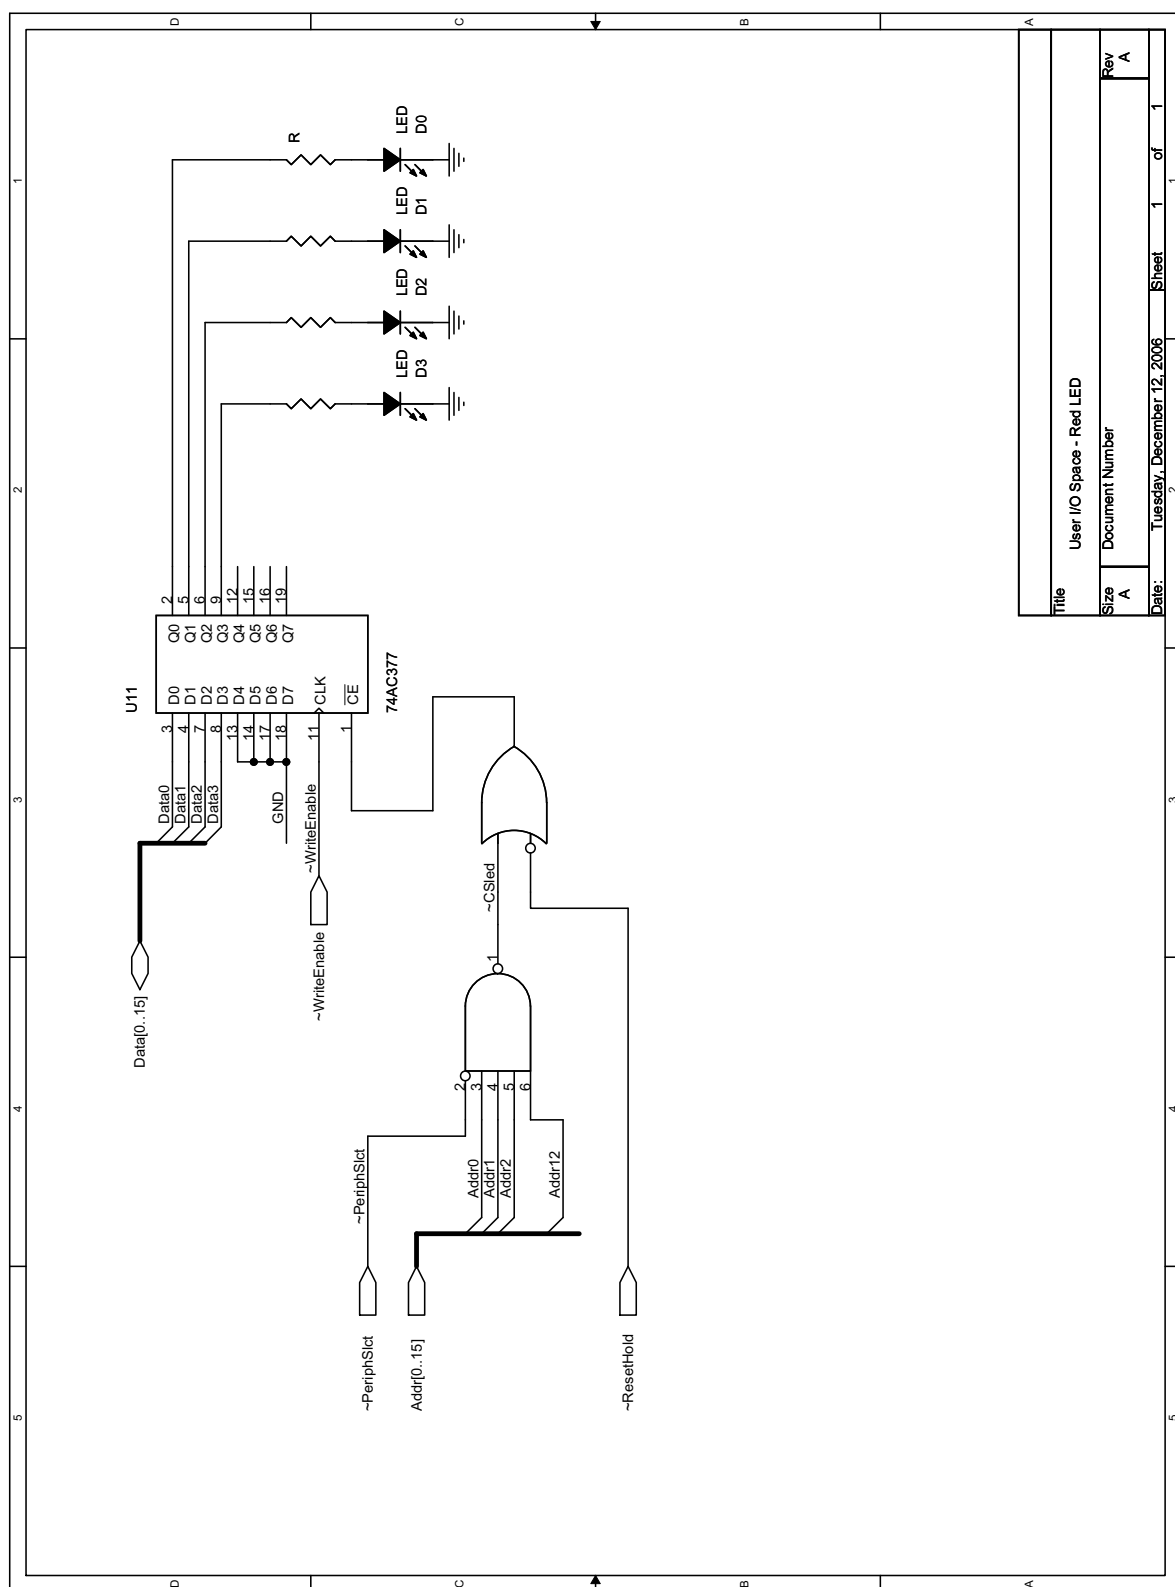 5
4
3
2
1
D
C
B
A
Data[0..15]
Data0
Data1
Data2
Data3
GND
~WriteEnable
~WriteEnable
U11
3
4
7
8
13
14
17
18
11
1
D0
D1
D2
D3
D4
D5
D6
D7
CLK
CE
Q0
Q1
Q2
Q3
Q4
Q5
Q6
Q7
2
5
6
9
12
15
16
19
74AC377
R
LED
D3
LED
D2
LED
D1
LED
D0
~PeriphSlct
~PeriphSlct
Addr[0..15]
Addr0
Addr1
Addr2
Addr12
2
3
4
5
6
1
~CSled
~ResetHold
Title
User I/O Space - Red LED
Size
A
Document Number
Rev
A
Date:
Tuesday, December 12, 2006
Sheet
1
of
1
D
C
B
A
5
4
3
2
1